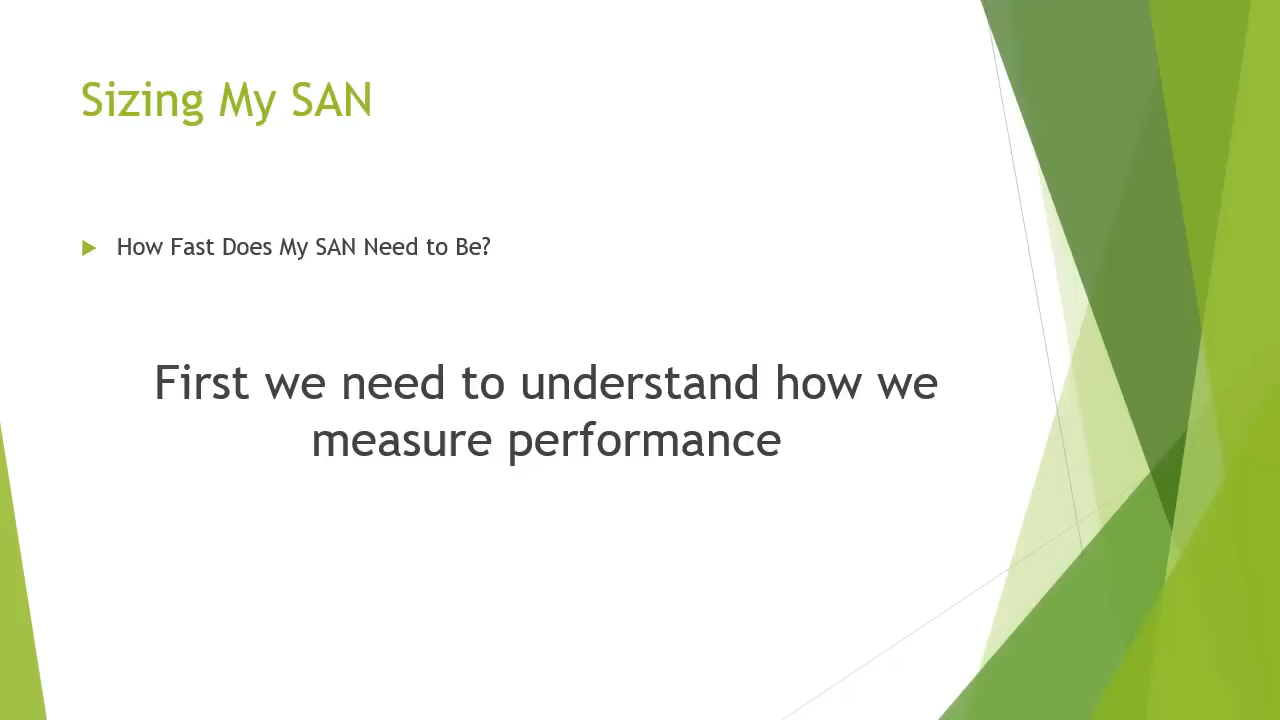 Sizing My SAN
How Fast Does My SAN Need to Be?
First we need to understand how we
measure performance